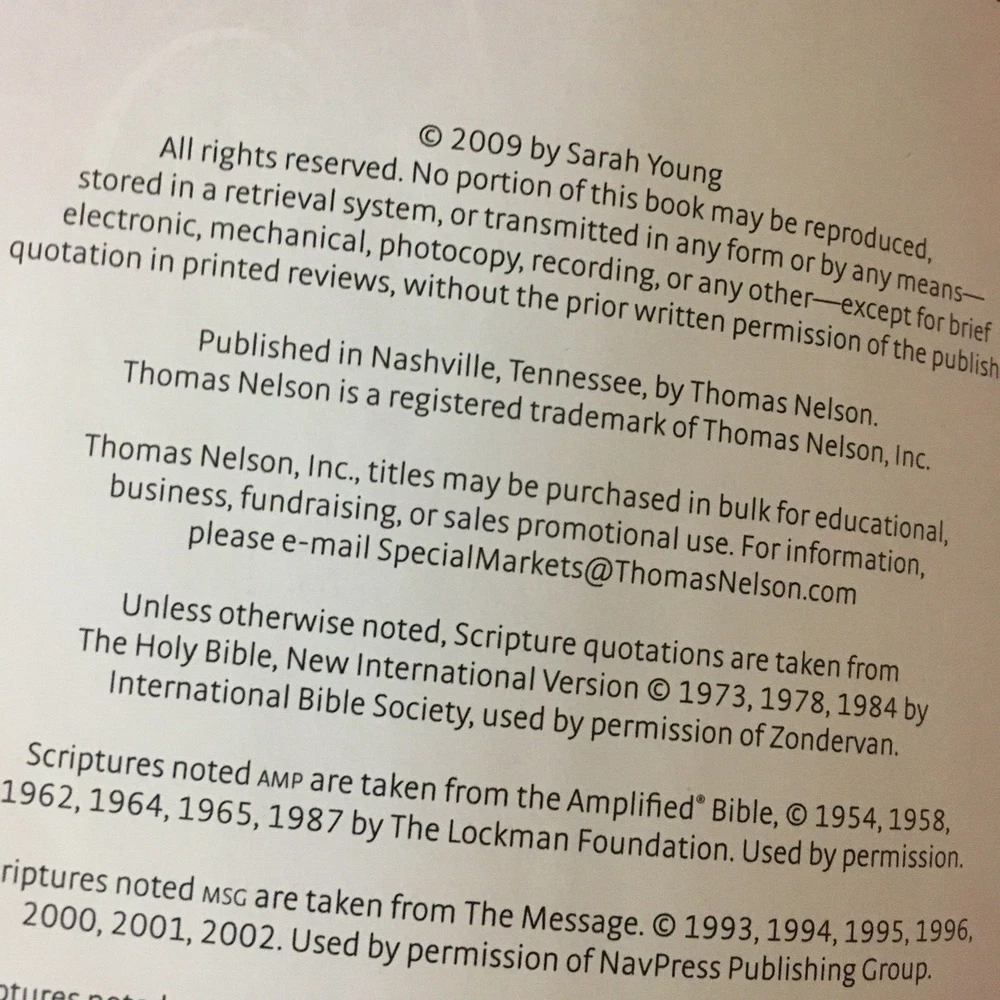 © 2009 by Sarah Young
All rights reserved. No portion of this book may be reproduced,
stored in a retrieval system, or transmitted in any form or by any means—
electronic, mechanical, photocopy, recording, or any other—except for brief
quotation in printed reviews, without the prior written permission of the publish
Published in Nashville, Tennessee, by Thomas Nelson.
Thomas Nelson is a registered trademark of Thomas Nelson, Inc.
Thomas Nelson, Inc., titles may be purchased in bulk for educational,
business, fundraising, or sales promotional use. For information,
please e-mail SpecialMarkets@ThomasNelson.com
Unless otherwise noted, Scripture quotations are taken from
The Holy Bible, New International Version © 1973, 1978, 1984 by
International Bible Society, used by permission of Zondervan.
Scriptures noted AMP are taken from the Amplified® Bible, © 1954, 1958,
1962, 1964, 1965, 1987 by The Lockman Foundation. Used by permission.
riptures noted MSG are taken from The Message. © 1993, 1994, 1995, 1996,
2000, 2001, 2002. Used by permission of NavPress Publishing Group.